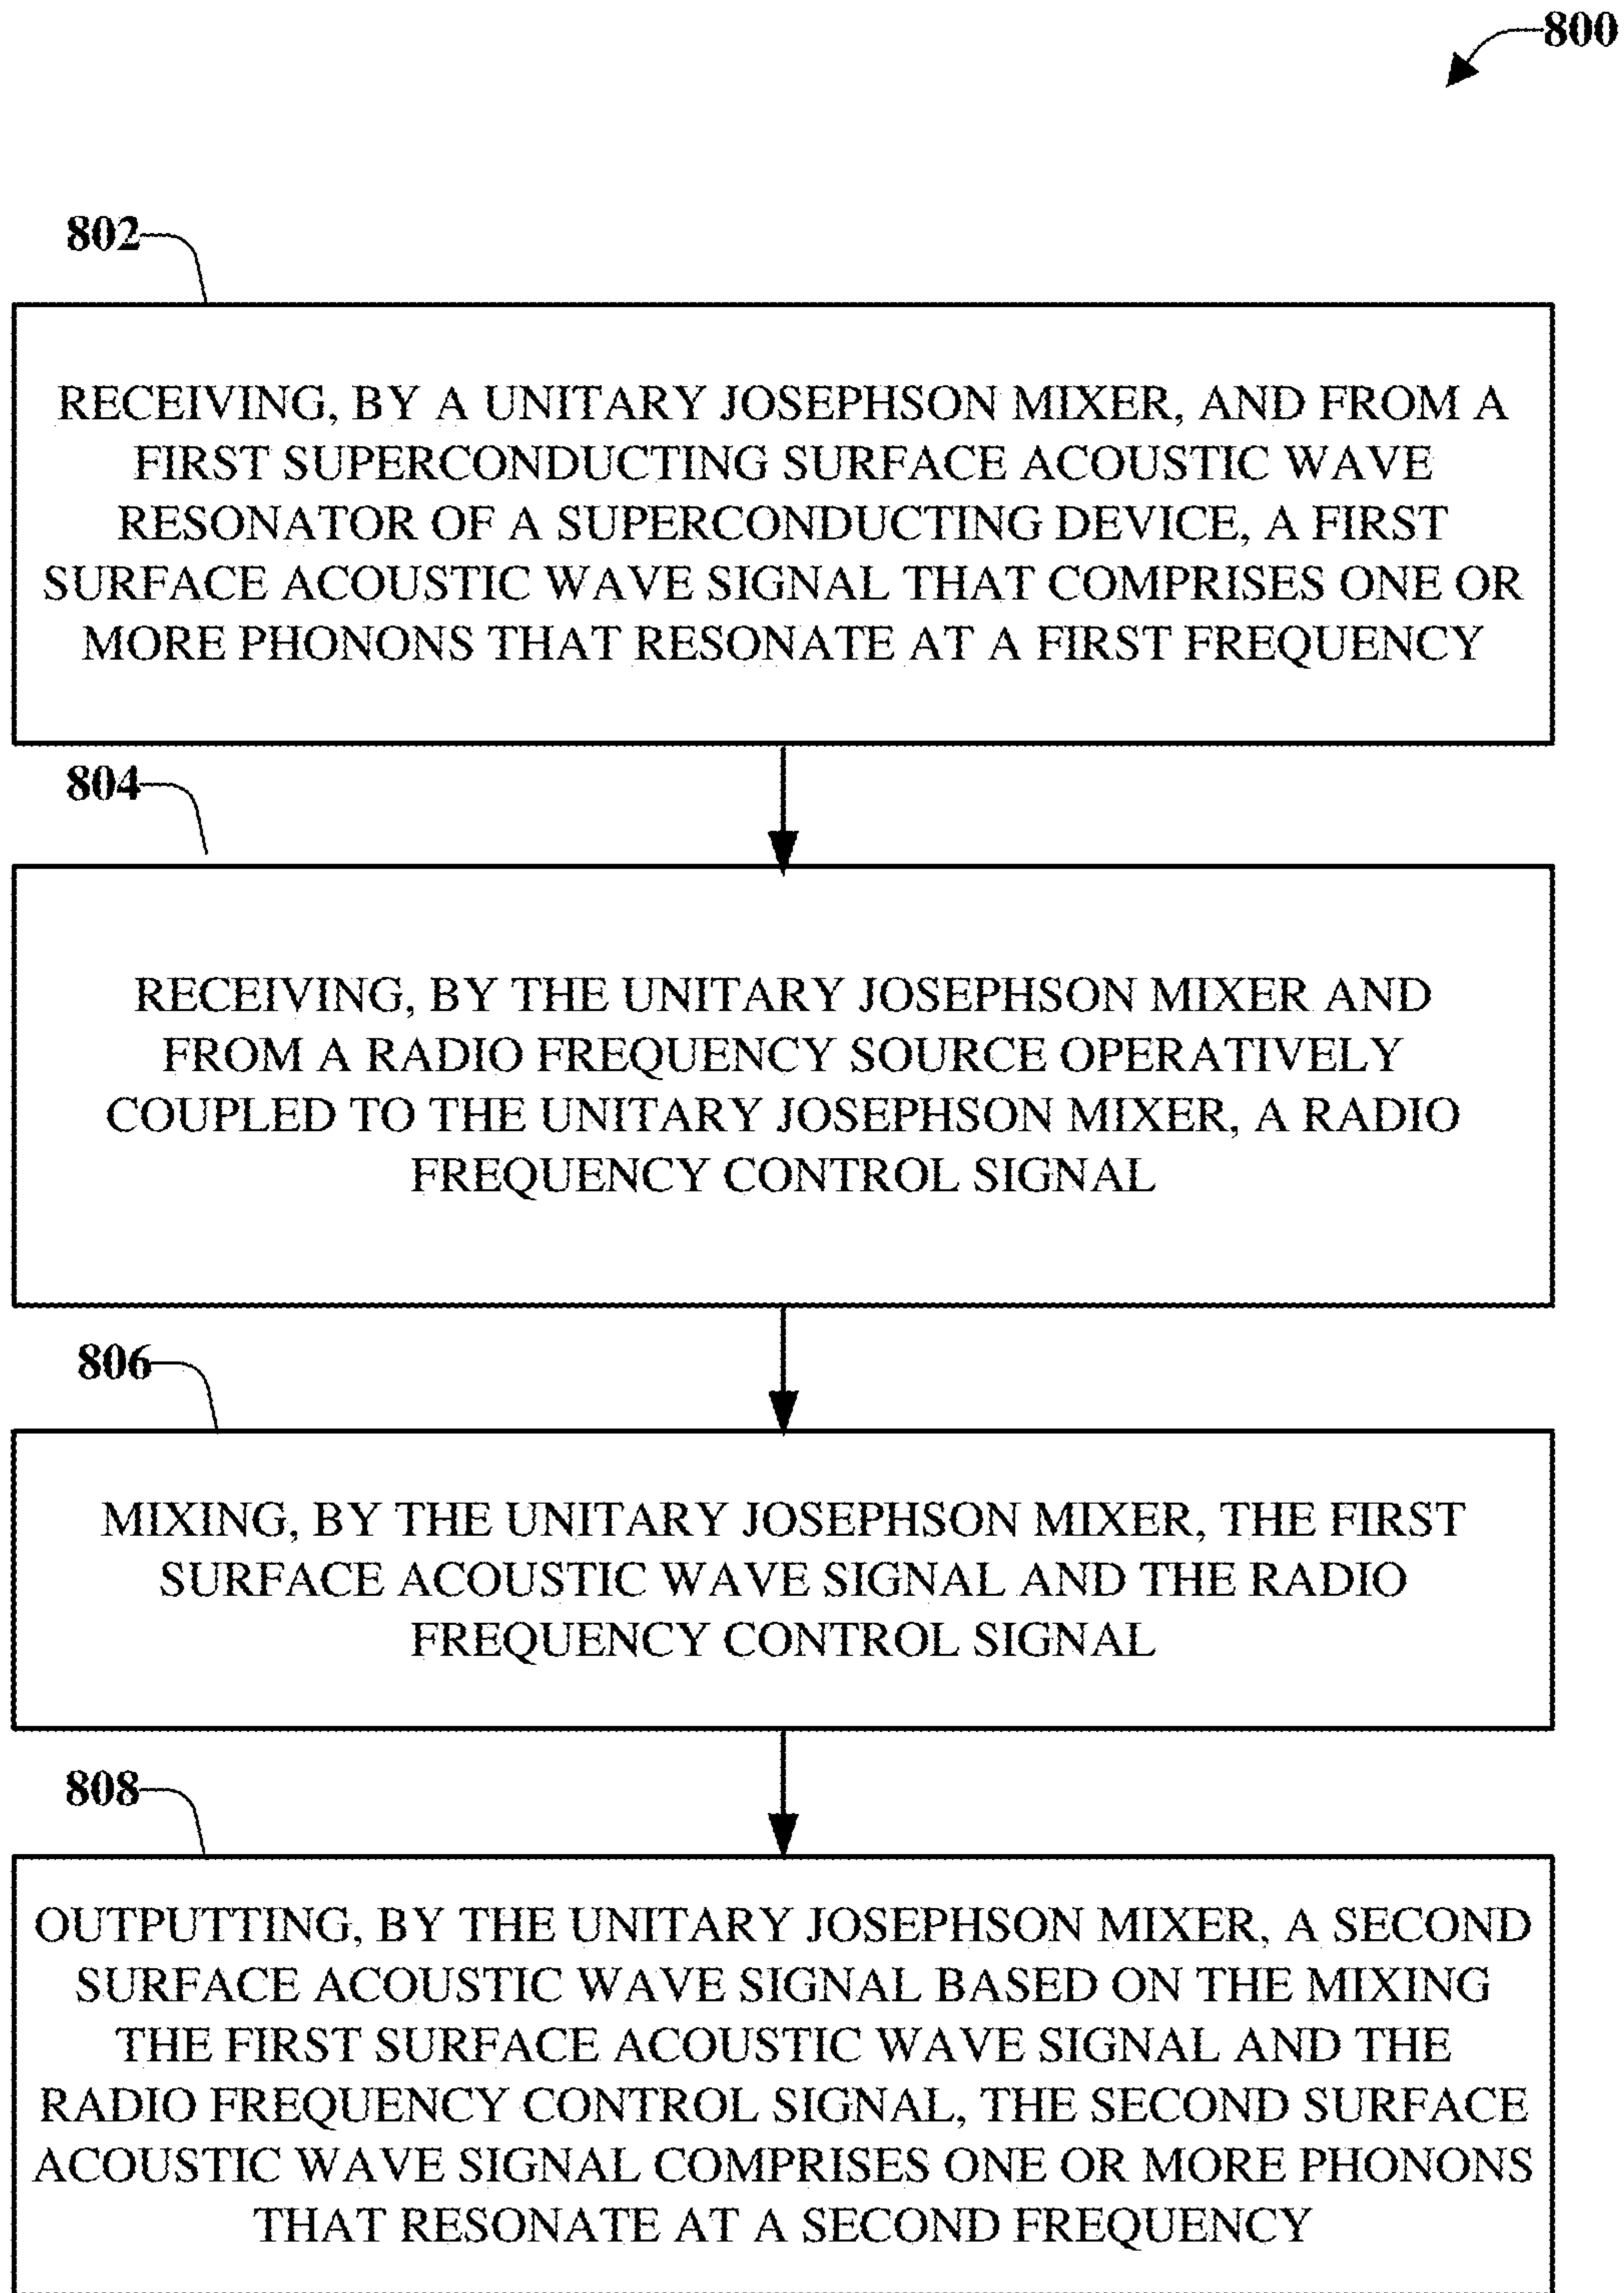 800
802
RECEIVING, BY A UNITARY JOSEPHSON MIXER, AND FROM A
FIRST SUPERCONDUCTING SURFACE ACOUSTIC WAVE
RESONATOR OF A SUPERCONDUCTING DEVICE, A FIRST
SURFACE ACOUSTIC WAVE SIGNAL THAT COMPRISES ONE OR
MORE PHONONS THAT RESONATE AT A FIRST FREQUENCY
804
RECEIVING, BY THE UNITARY JOSEPHSON MIXER AND
FROM A RADIO FREQUENCY SOURCE OPERATIVELY
COUPLED TO THE UNITARY JOSEPHSON MIXER, A RADIO
FREQUENCY CONTROL SIGNAL
806
MIXING, BY THE UNITARY JOSEPHSON MIXER, THE FIRST
SURFACE ACOUSTIC WAVE SIGNAL AND THE RADIO
FREQUENCY CONTROL SIGNAL
808
OUTPUTTING, BY THE UNITARY JOSEPHSON MIXER, A SECOND
SURFACE ACOUSTIC WAVE SIGNAL BASED ON THE MIXING
THE FIRST SURFACE ACOUSTIC WAVE SIGNAL AND THE
RADIO FREQUENCY CONTROL SIGNAL, THE SECOND SURFACE
ACOUSTIC WAVE SIGNAL COMPRISES ONE OR MORE PHONONS
THAT RESONATE AT A SECOND FREQUENCY